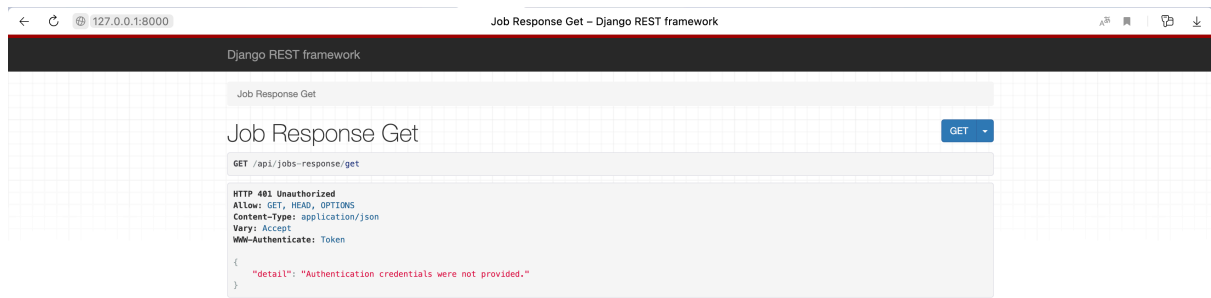 127.0.0.1:8000
Job Response Get – Django REST framework
Django REST framework
Job Response Get
Job Response Get
GET
GET /api/jobs-response/get
HTTP 401 Unauthorized
Allow: GET, HEAD, OPTIONS
Content-Type: application/json
Vary: Accept
WWW-Authenticate: Token
{
    "detail": "Authentication credentials were not provided."
}